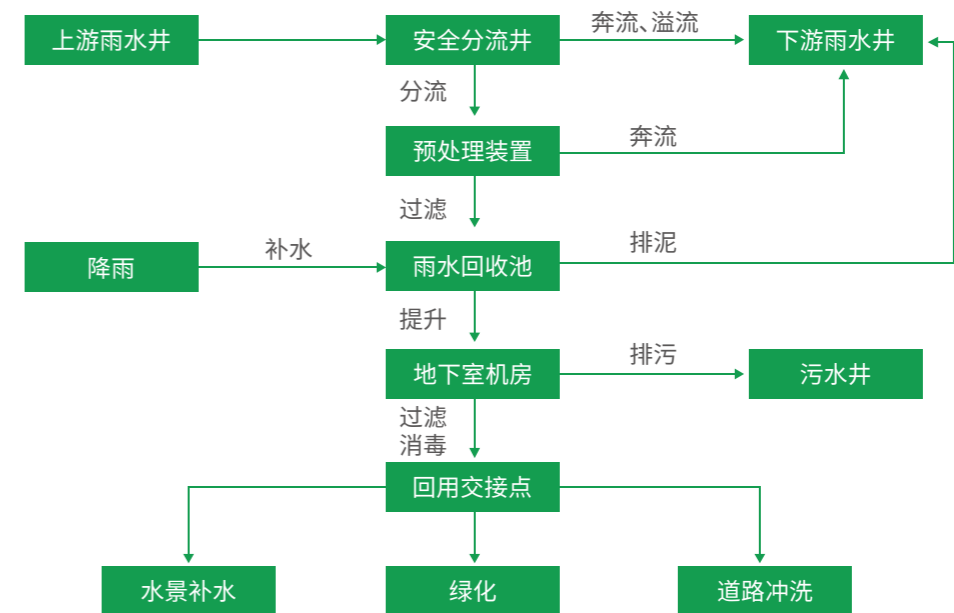 上游雨水井
安全分流井
奔流、溢流
下游雨水井
分流
预处理装置
奔流
过滤
降雨
补水
雨水回收池
排泥
提升
地下室机房
排污
污水井
过滤
消毒
回用交接点
水景补水
绿化
道路冲洗